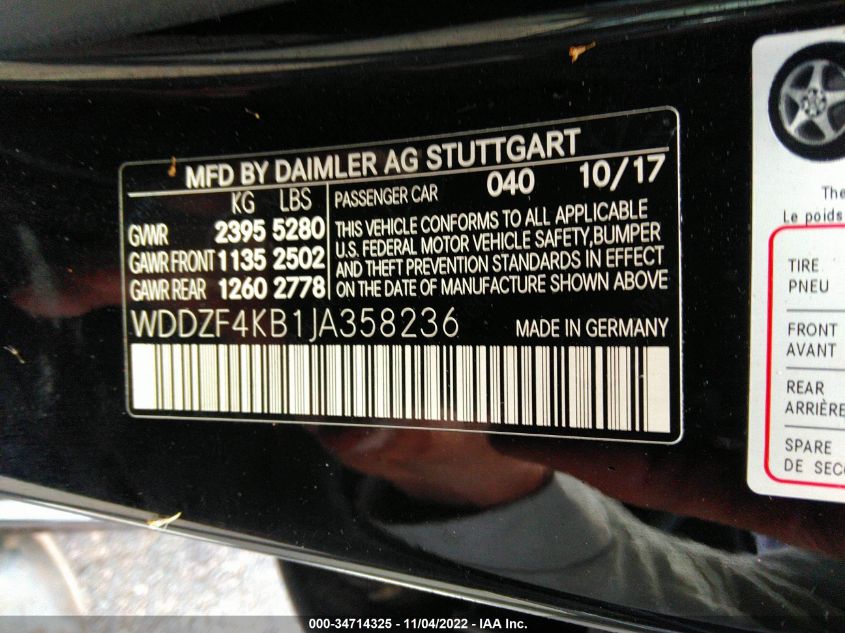 MFD BY DAIMLER AG STUTTGART
KG LBS
GVWR 2395 5280
GAWR FRONT 1135 2502
GAWR REAR 1260 2778
PASSENGER CAR 040 10/17
THIS VEHICLE CONFORMS TO ALL APPLICABLE
U.S. FEDERAL MOTOR VEHICLE SAFETY, BUMPER
AND THEFT PREVENTION STANDARDS IN EFFECT
ON THE DATE OF MANUFACTURE SHOWN ABOVE
WDDZF4KB1JA358236 MADE IN GERMANY
The
Le poids
TIRE
PNEU
FRONT
AVANT
REAR
ARRIÈRE
SPARE
DE
000-34714325 - 11/04/2022 - IAA Inc.